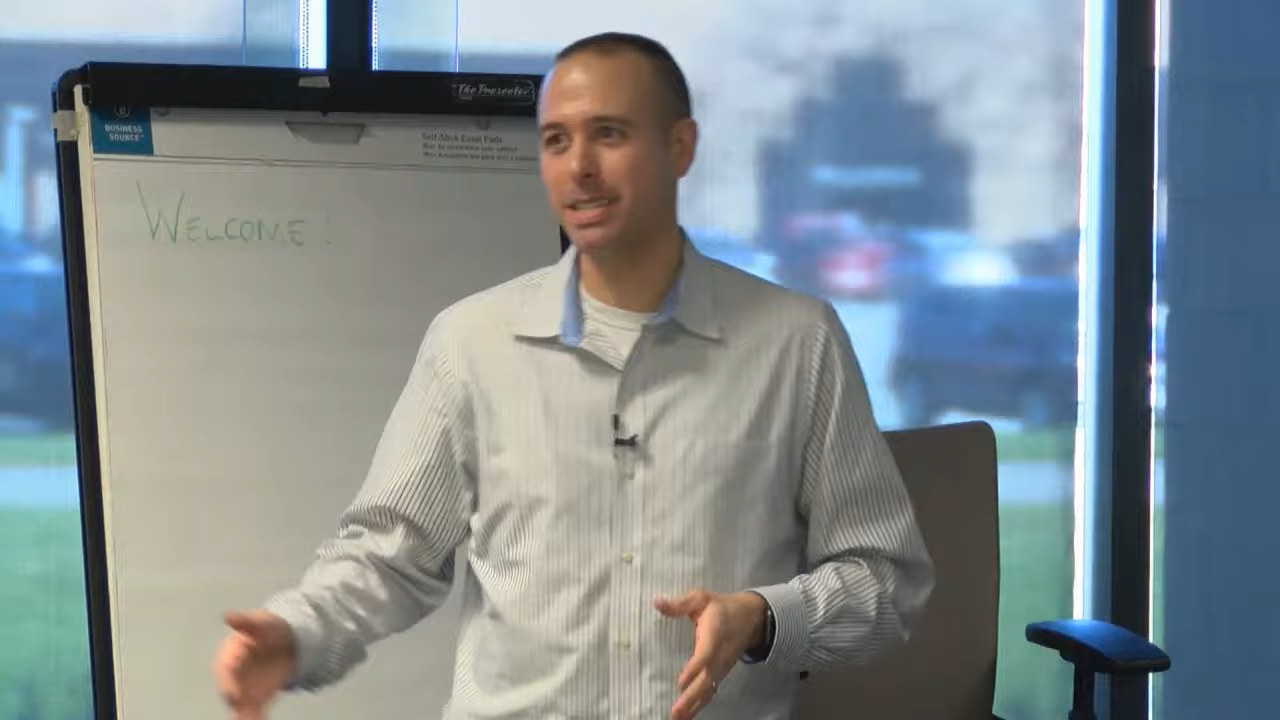 The Presenter
BUSINESS
SOURCE
Self-Stick Easel Pads
WELCOME!